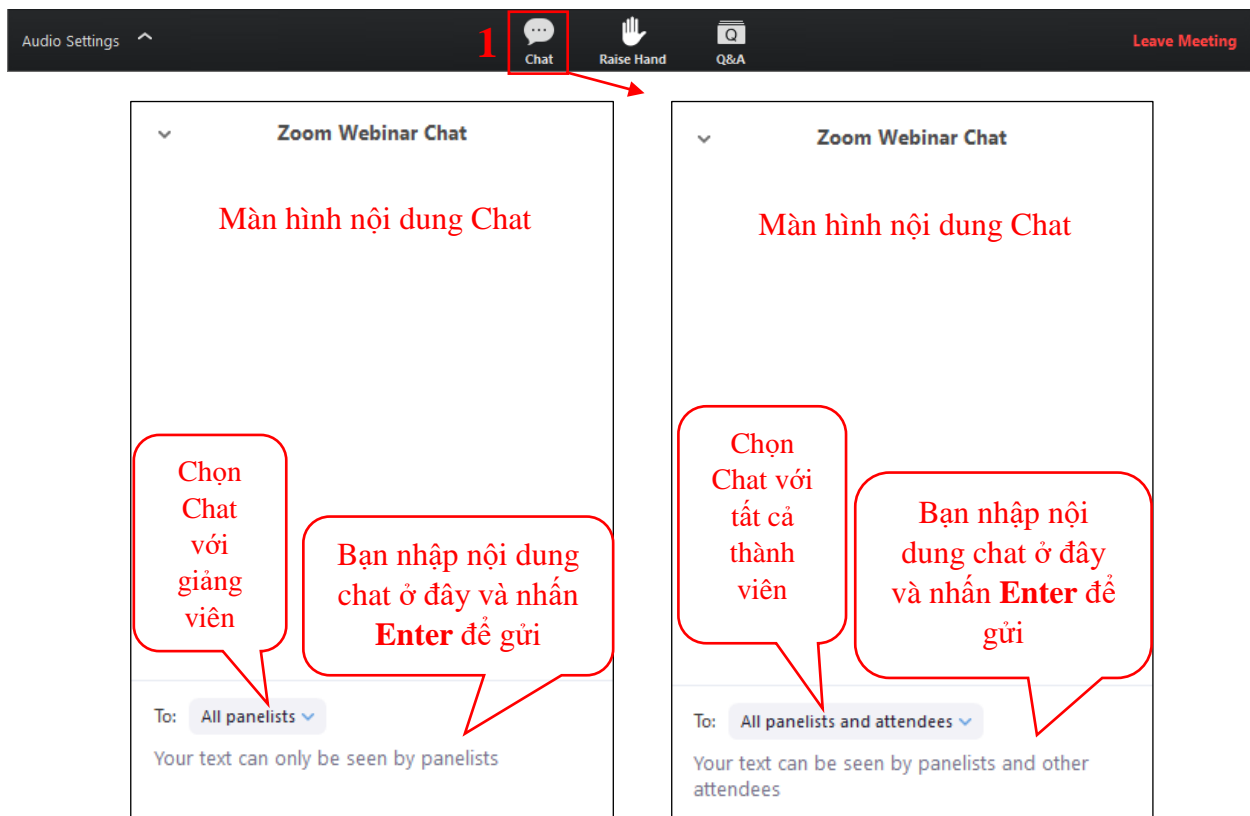 Audio Settings
1
Chat
Raise Hand
Q
Q&A
Leave Meeting
Zoom Webinar Chat
Màn hình nội dung Chat
Chọn
Chat
với
giảng
viên
Bạn nhập nội dung
chat ở đây và nhấn
Enter để gửi
To: All panelists
Your text can only be seen by panelists
Zoom Webinar Chat
Màn hình nội dung Chat
Chọn
Chat với
tất cả
thành
viên
Bạn nhập nội
dung chat ở đây
và nhấn Enter để
gửi
To: All panelists and attendees
Your text can be seen by panelists and other
attendees